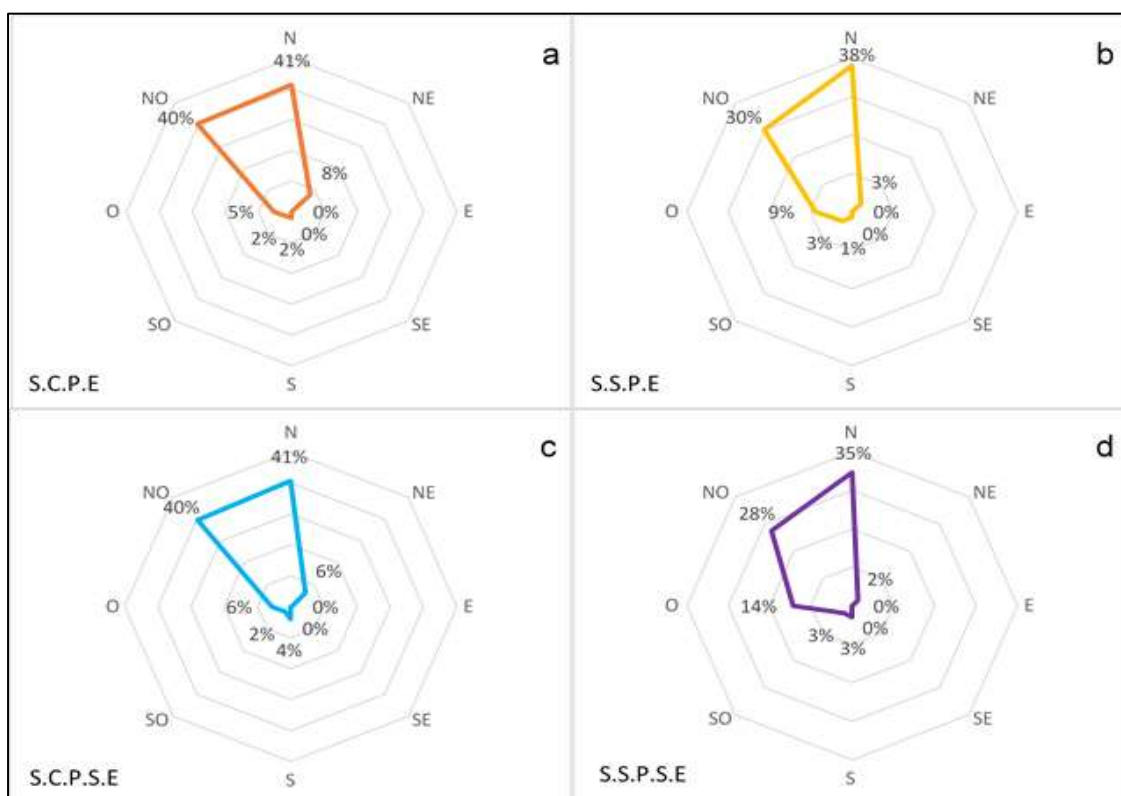 N
a
41%
NO
NE
40%
8%
O
5%
0%
E
2%
0%
2%
SO
SE
S.C.P.E
S
N
b
38%
NO
NE
30%
3%
O
9%
0%
E
3%
0%
1%
SO
SE
S.S.P.E
S
N
c
41%
NO
NE
40%
6%
O
6%
0%
E
2%
0%
4%
SO
SE
S.C.P.S.E
S
N
d
35%
NO
NE
28%
2%
O
14%
0%
E
3%
0%
3%
SO
SE
S.S.P.S.E
S